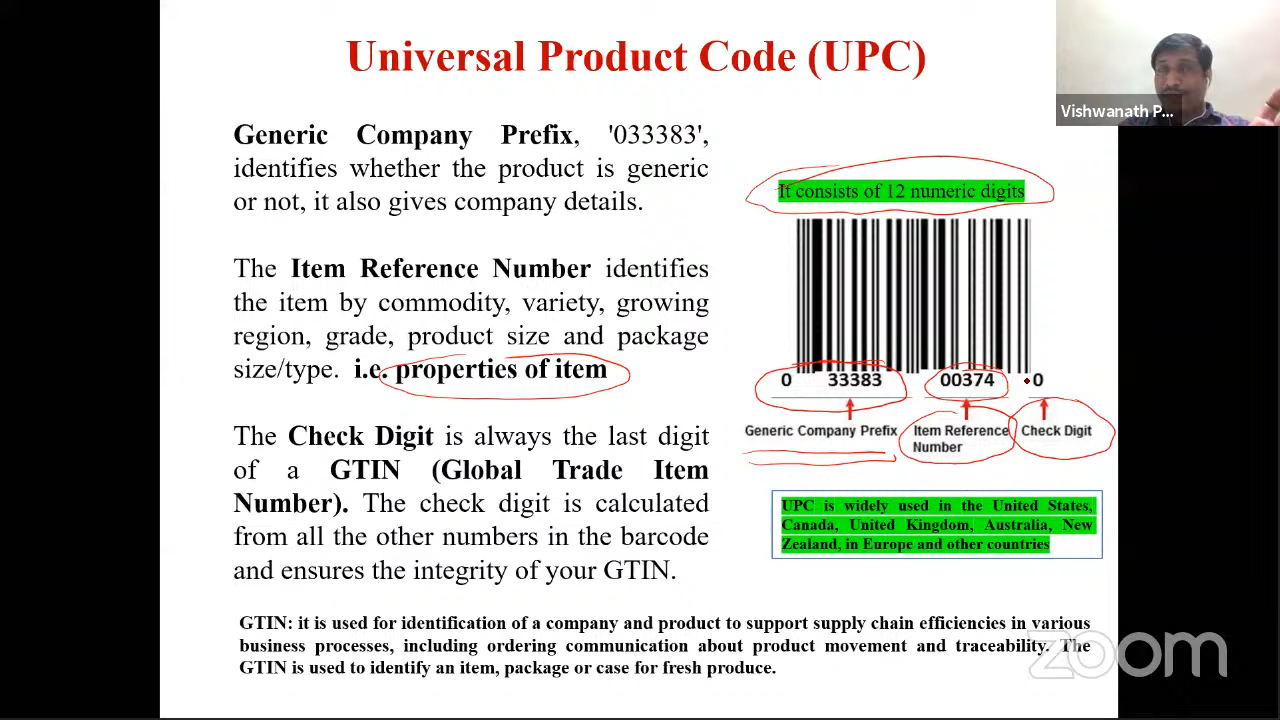 Universal Product Code (UPC)
Vishwanath P...
Generic Company Prefix, '033383',
identifies whether the product is generic
or not, it also gives company details.
The Item Reference Number identifies
the item by commodity, variety, growing
region, grade, product size and package
size/type. i.e. properties of item
The Check Digit is always the last digit
of a GTIN (Global Trade Item
Number). The check digit is calculated
from all the other numbers in the barcode
and ensures the integrity of your GTIN.
It consists of 12 numeric digits
0 33383 00374 0
Generic Company Prefix Item Reference Check Digit
Number
UPC is widely used in the United States,
Canada, United Kingdom, Australia, New
Zealand, in Europe and other countries
GTIN: it is used for identification of a company and product to support supply chain efficiencies in various
business processes, including ordering communication about product movement and traceability. The
GTIN is used to identify an item, package or case for fresh produce.
zoom